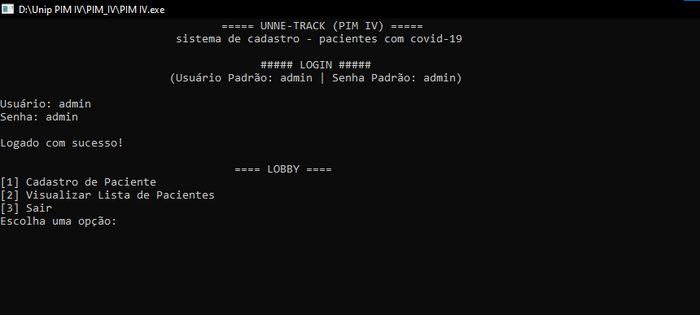 D:\Unip PIM IV\PIM_IV\PIM IV.exe
===== UNNE-TRACK (PIM IV) =====
sistema de cadastro - pacientes com covid-19
##### LOGIN #####
(Usuário Padrão: admin | Senha Padrão: admin)
Usuário: admin
Senha: admin
Logado com sucesso!
==== LOBBY ====
[1] Cadastro de Paciente
[2] Visualizar Lista de Pacientes
[3] Sair
Escolha uma opção: